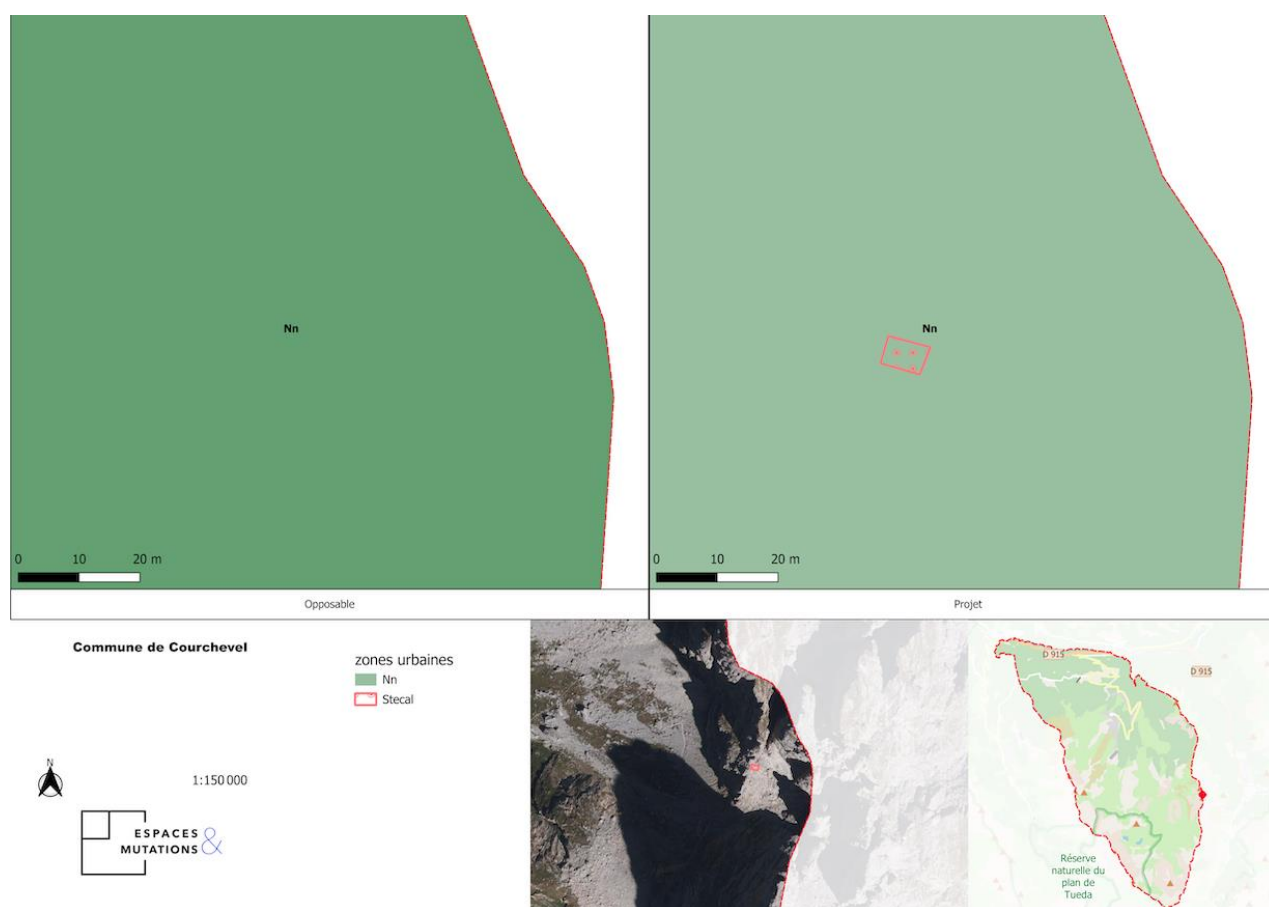 Nn
0 10 20 m
Opposable
Nn
0 10 20 m
Projet
Commune de Courchevel
zones urbaines
Nn
Stecal
N
1:150 000
ESPACES
MUTATIONS &
D 915
D 915
Réserve
naturelle du
plan de
Tueda